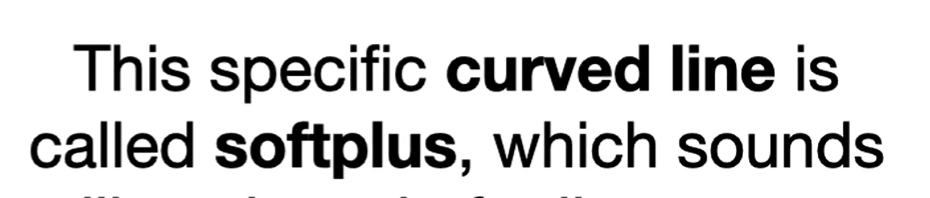 This specific curved line is
called softplus, which sounds